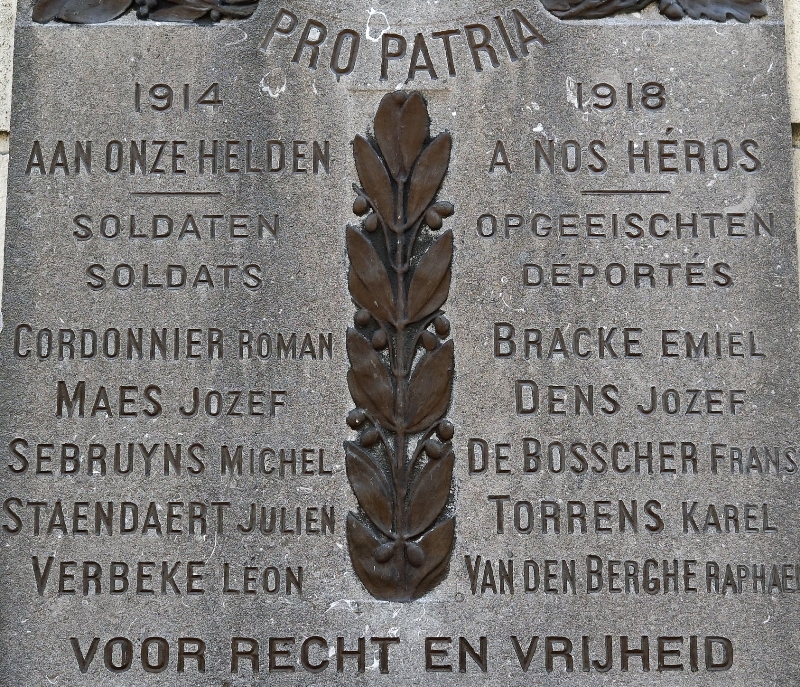 PRO PATRIA
1914
AAN ONZE HELDEN
SOLDATEN
SOLDATS
CORDONNIER ROMAN
MAES JOZEF
SEBRUYNS MICHEL
STAENDAERT JULIEN
VERBEKE LEON
1918
A NOS HÉROS
OPGEEISCHTEN
DÉPORTÉS
BRACKE EMIEL
DENS JOZEF
DE BOSSCHER FRANS
TORRENS KAREL
VAN DEN BERGHE RAPHAEL
VOOR RECHT EN VRIJHEID